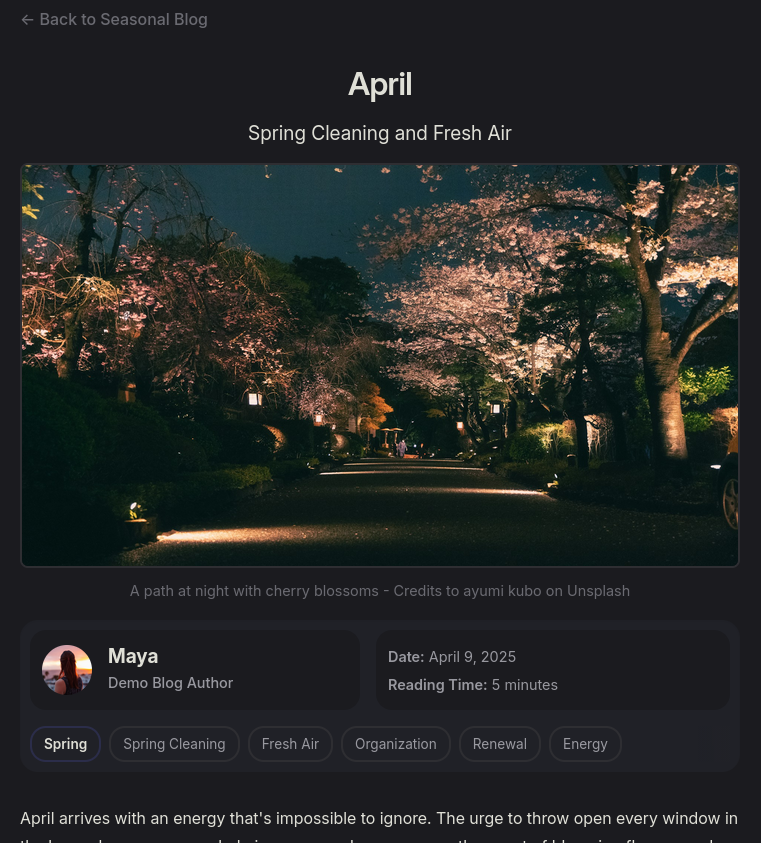 ← Back to Seasonal Blog
April
Spring Cleaning and Fresh Air
A path at night with cherry blossoms - Credits to ayumi kubo on Unsplash
Maya
Demo Blog Author
Date: April 9, 2025
Reading Time: 5 minutes
Spring Spring Cleaning Fresh Air Organization Renewal Energy
April arrives with an energy that's impossible to ignore. The urge to throw open every window in